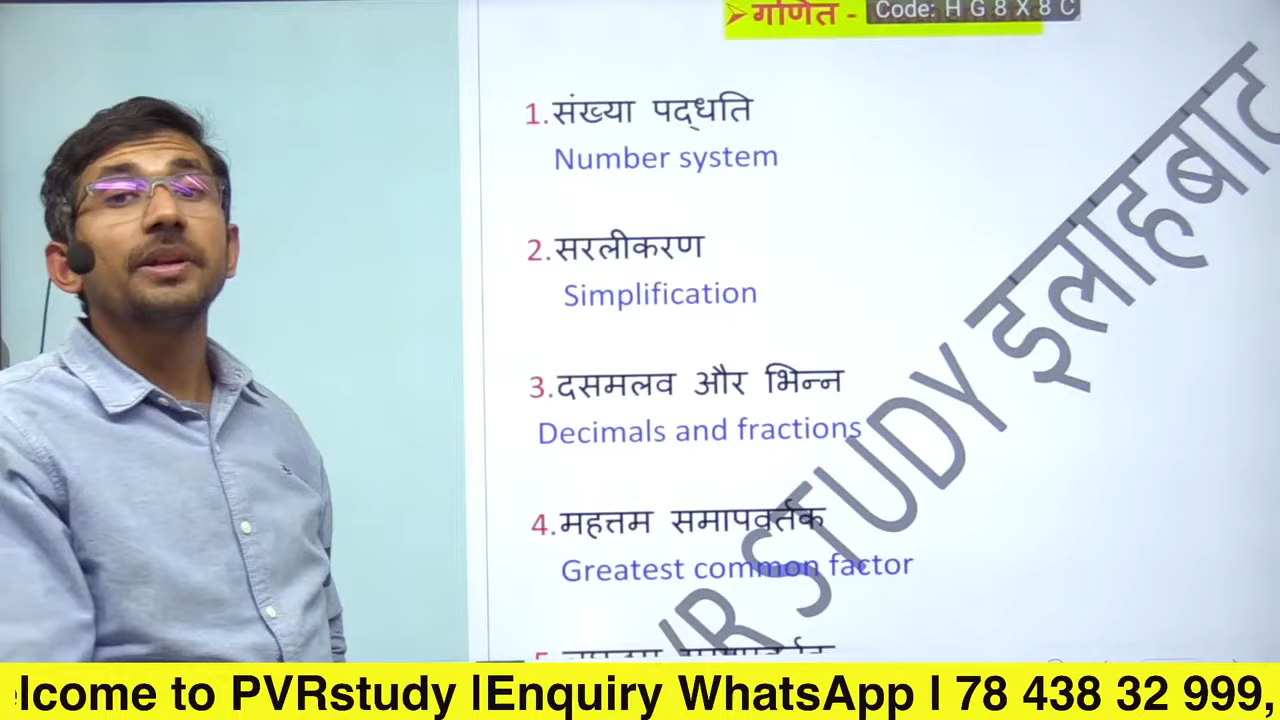 ➢गणित -
Code: H G 8 X 8 C
1.संख्या पद्धति
Number system
2.सरलीकरण
Simplification
3.दसमलव और भिन्न
Decimals and fractions
4.महत्तम समापवर्तक
Greatest common factor
STUDY इलाहबाद
lcome to PVRstudy |Enquiry WhatsApp | 78 438 32 999,